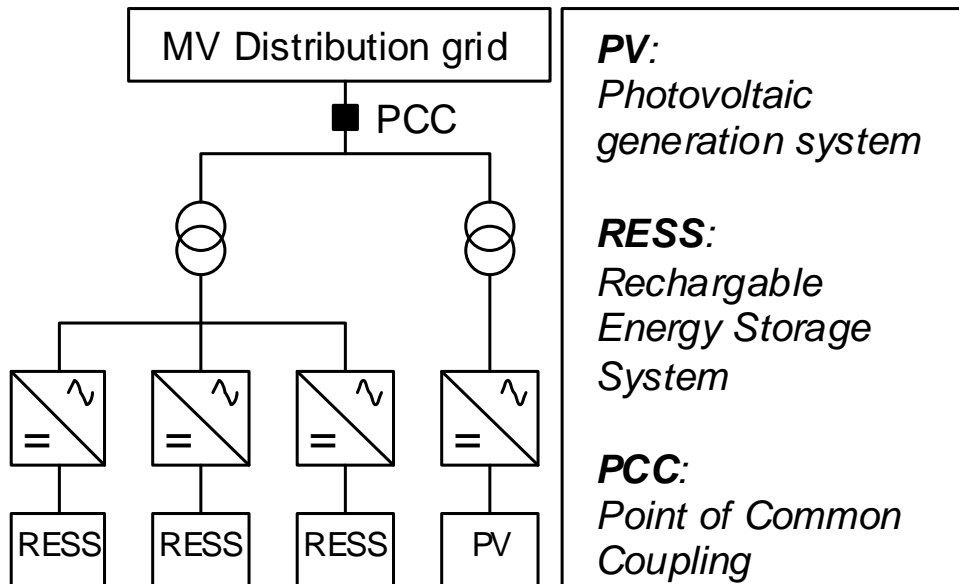 MV Distribution grid
PCC
RESS
RESS
RESS
PV
PV:
Photovoltaic
generation system
RESS:
Rechargable
Energy Storage
System
PCC:
Point of Common
Coupling